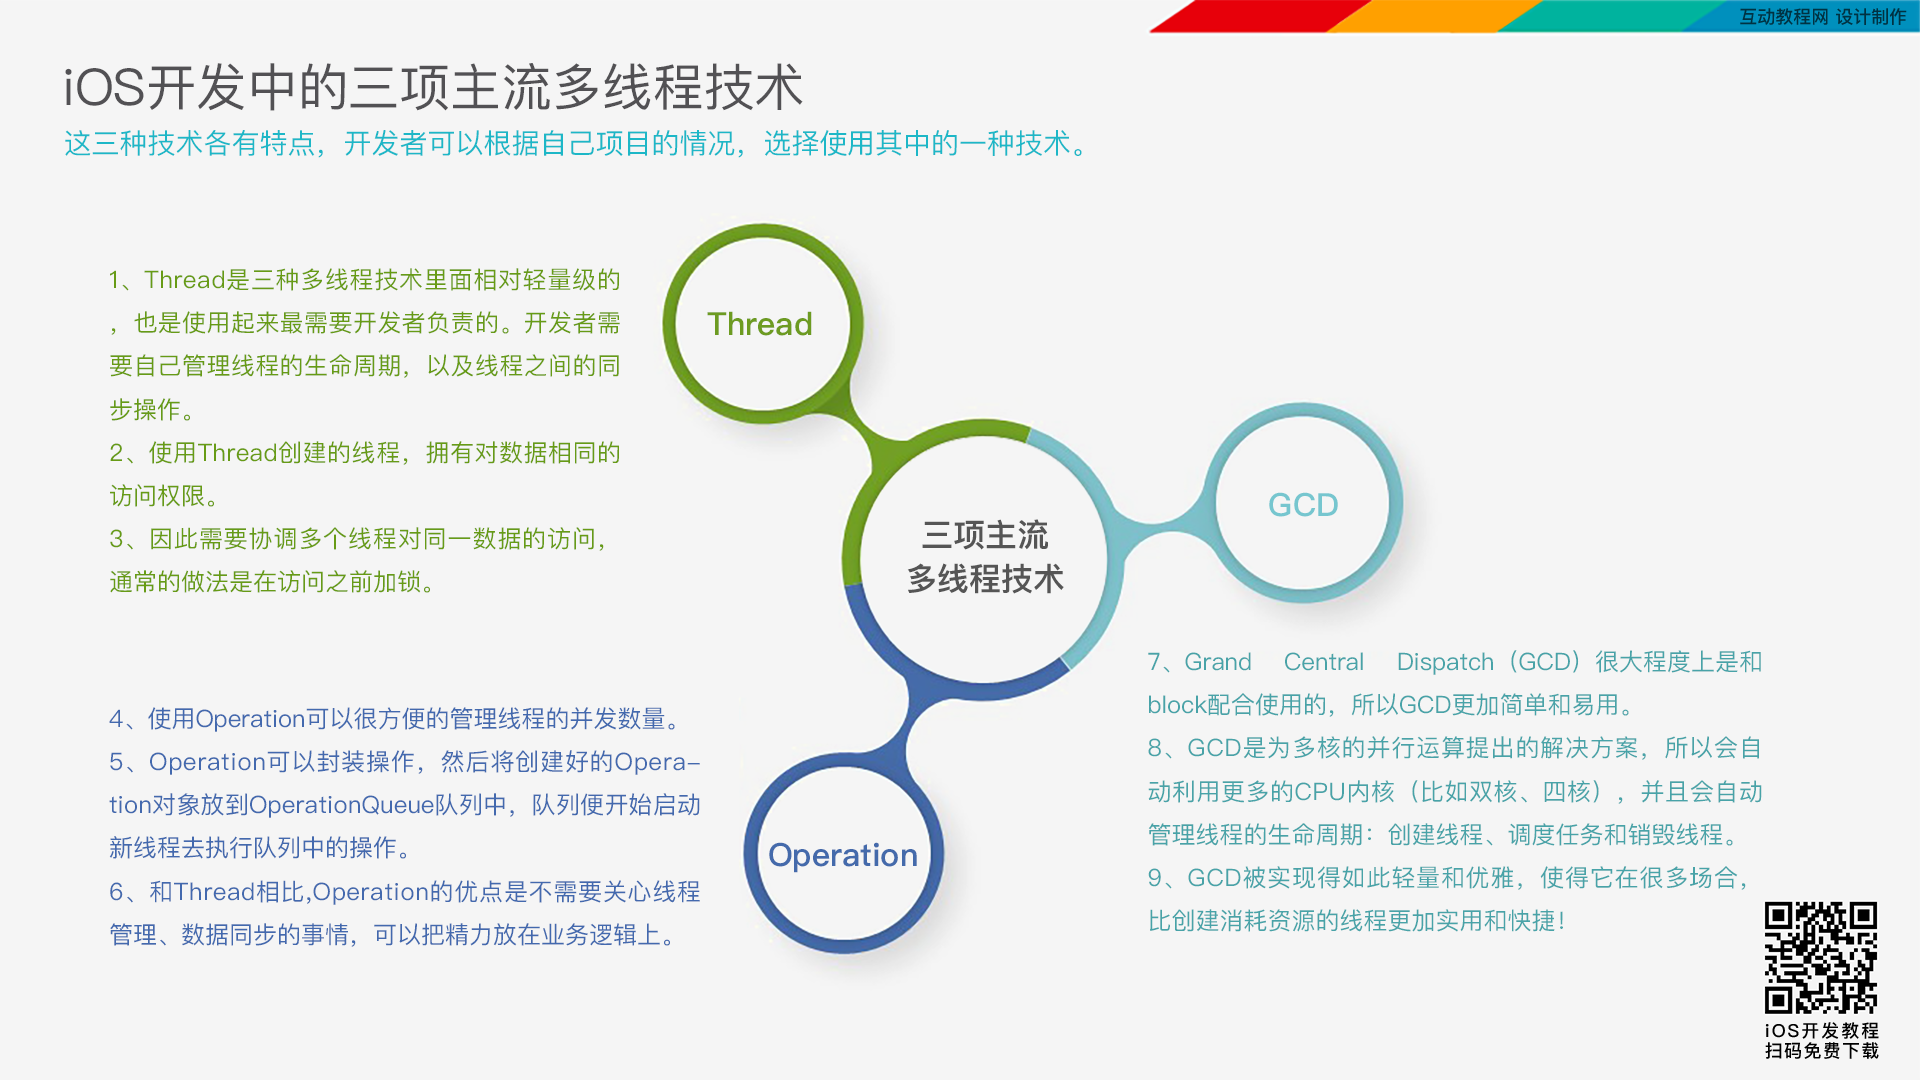 互动教程网 设计制作
iOS开发中的三项主流多线程技术
这三种技术各有特点，开发者可以根据自己项目的情况，选择使用其中的一种技术。
1、Thread是三种多线程技术里面相对轻量级的
，也是使用起来最需要开发者负责的。开发者需
要自己管理线程的生命周期，以及线程之间的同
步操作。
2、使用Thread创建的线程，拥有对数据相同的
访问权限。
3、因此需要协调多个线程对同一数据的访问，
通常的做法是在访问之前加锁。
Thread
GCD
三项主流
多线程技术
Operation
4、使用Operation可以很方便的管理线程的并发数量。
5、Operation可以封装操作，然后将创建好的Opera-
tion对象放到OperationQueue队列中，队列便开始启动
新线程去执行队列中的操作。
6、和Thread相比,Operation的优点是不需要关心线程
管理、数据同步的事情，可以把精力放在业务逻辑上。
7、Grand Central Dispatch（GCD）很大程度上是和
block配合使用的，所以GCD更加简单和易用。
8、GCD是为多核的并行运算提出的解决方案，所以会自
动利用更多的CPU内核（比如双核、四核），并且会自动
管理线程的生命周期：创建线程、调度任务和销毁线程。
9、GCD被实现得如此轻量和优雅，使得它在很多场合，
比创建消耗资源的线程更加实用和快捷！
iOS开发教程
扫码免费下载